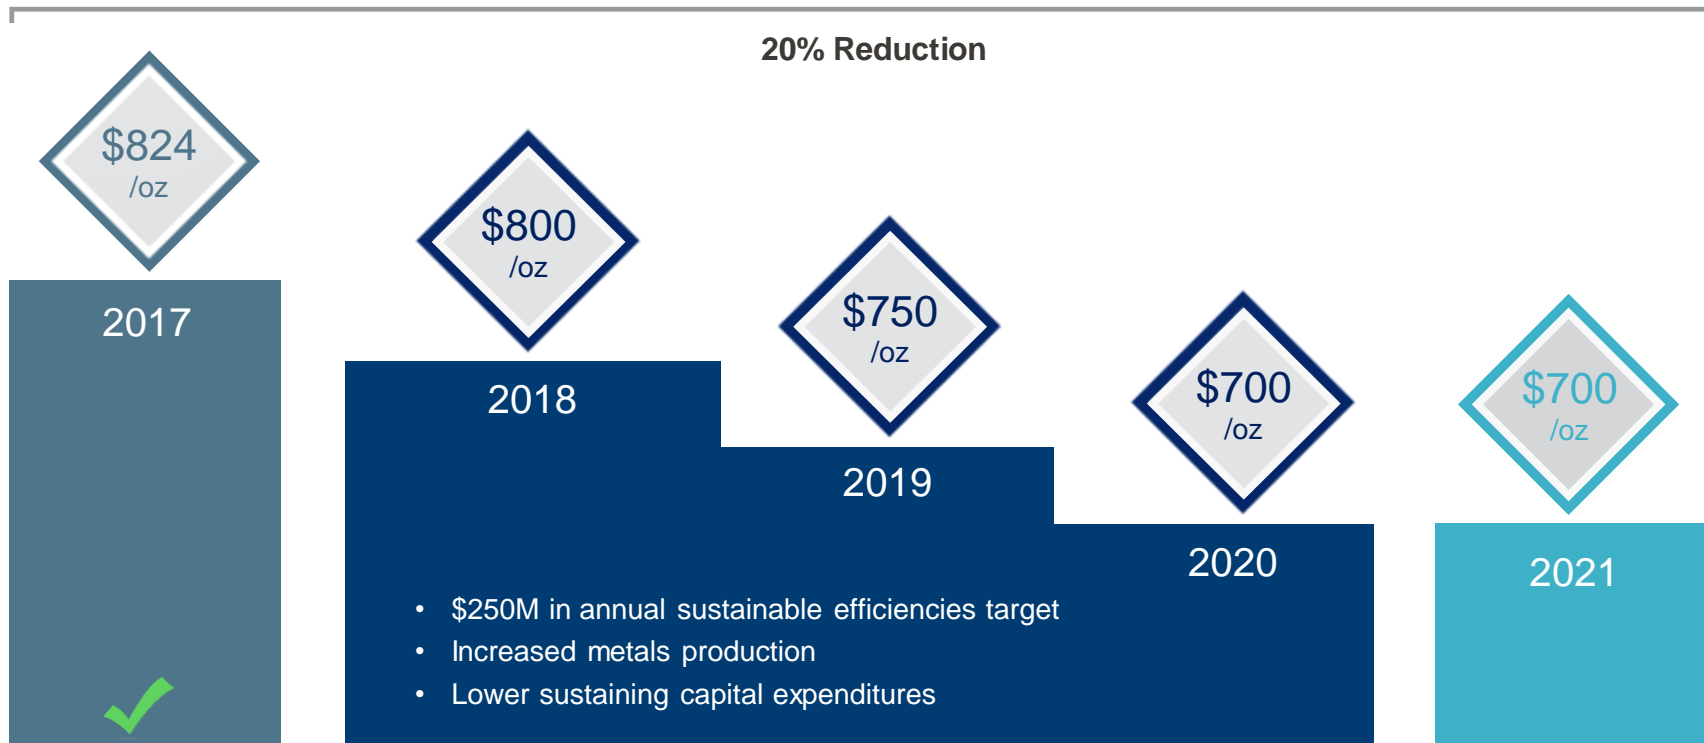 20% Reduction
$824
/oz
2017
$800
/oz
2018
$750
/oz
2019
$700
/oz
2020
$700
/oz
2021
• $250M in annual sustainable efficiencies target
• Increased metals production
• Lower sustaining capital expenditures